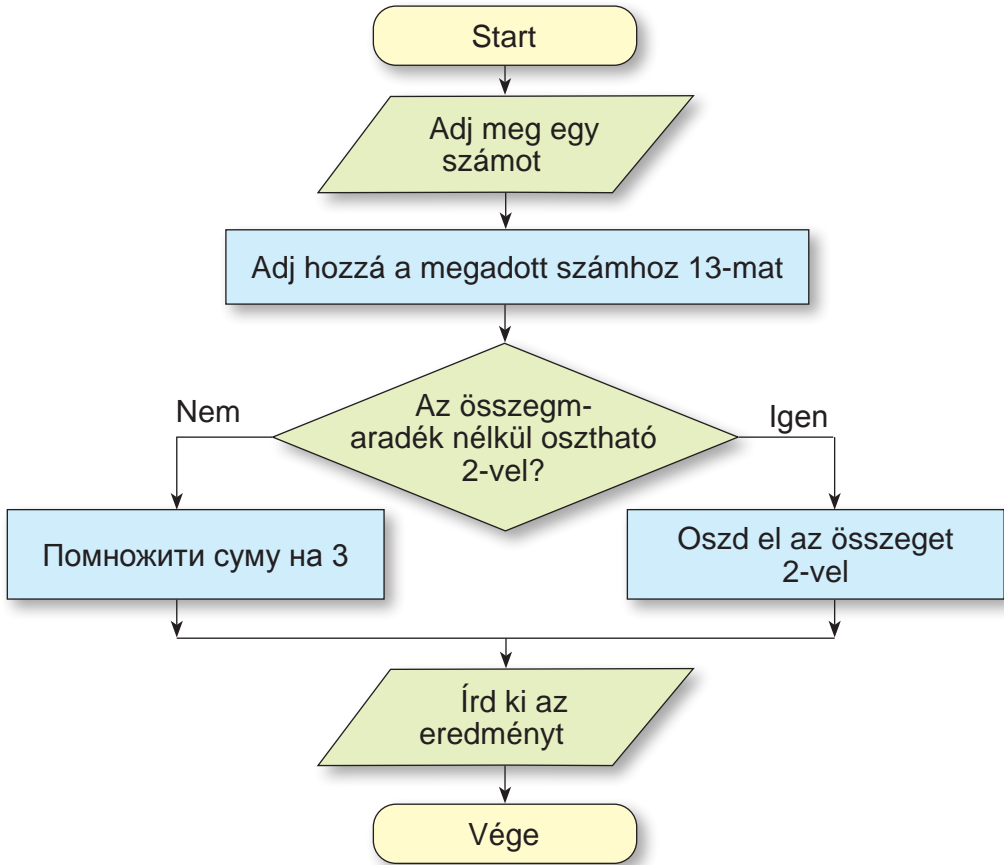 Start
Adj meg egy
számot
Adj hozzá a megadott számhoz 13-mat
Nem
Az összegm-
aradék nélkül osztható
2-vel?
Igen
Помножити суму на 3
Oszd el az összeget
2-vel
Írd ki az
eredményt
Vége